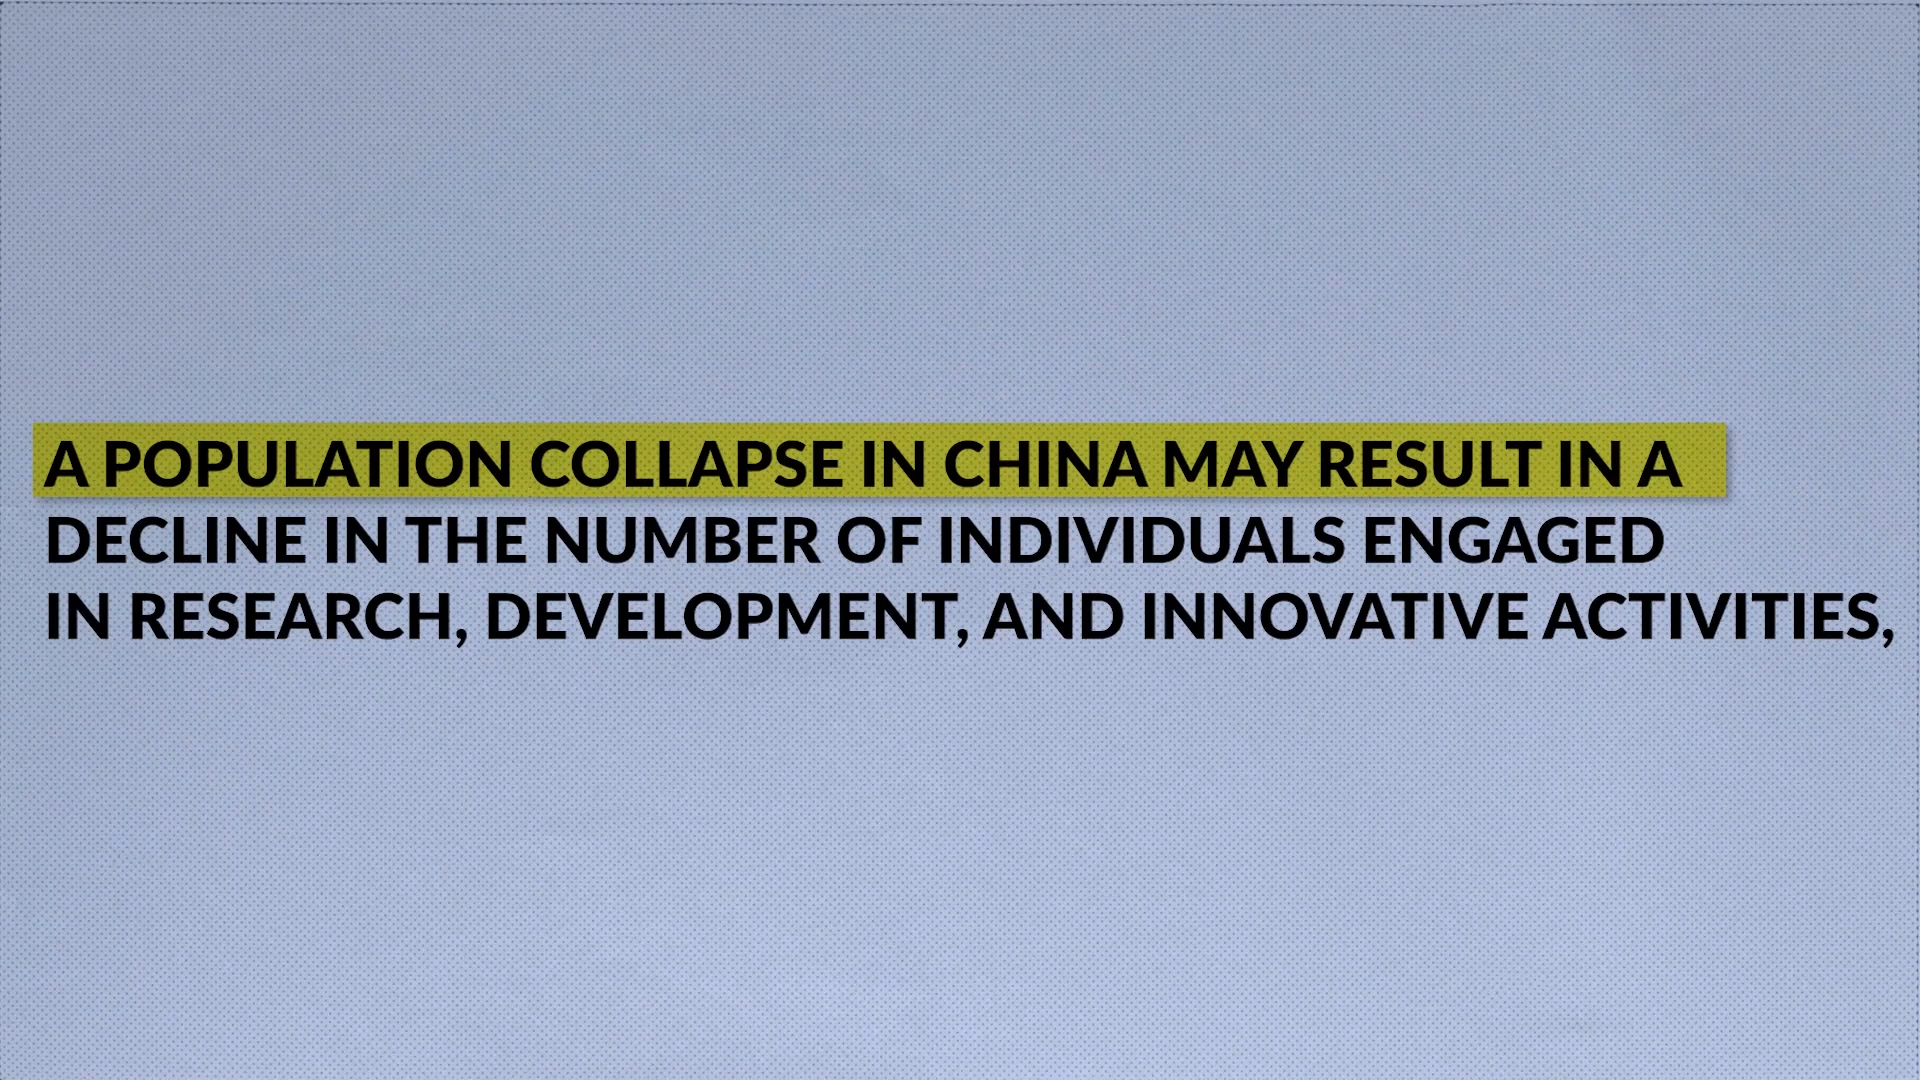 A POPULATION COLLAPSE IN CHINA MAY RESULT IN A
DECLINE IN THE NUMBER OF INDIVIDUALS ENGAGED
IN RESEARCH, DEVELOPMENT, AND INNOVATIVE ACTIVITIES,